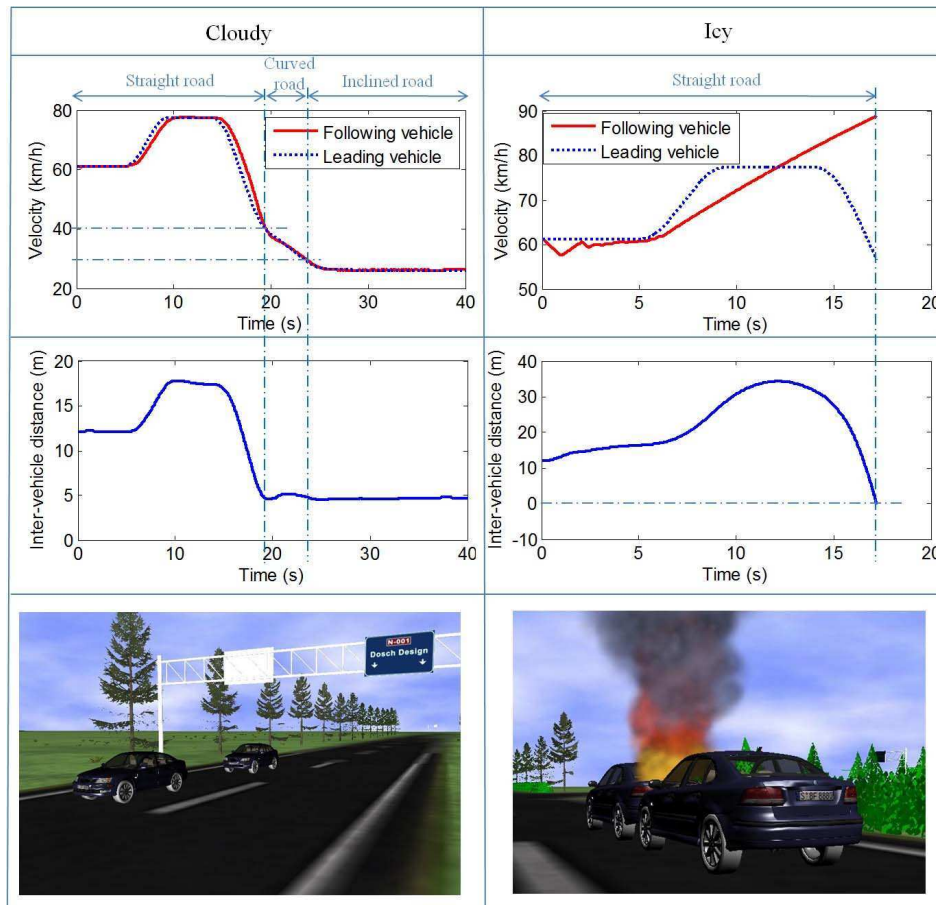 Cloudy
Icy
Straight road
Curved road
Inclined road
Straight road
80
60
40
20
Velocity (km/h)
Following vehicle
Leading vehicle
0
10
20
30
40
Time (s)
90
80
70
60
50
Velocity (km/h)
Following vehicle
Leading vehicle
0
5
10
15
20
Time (s)
20
15
10
5
0
Inter-vehicle distance (m)
0
10
20
30
40
Time (s)
40
30
20
10
0
-10
Inter-vehicle distance (m)
0
5
10
15
20
Time (s)
N-001
Dosch Design